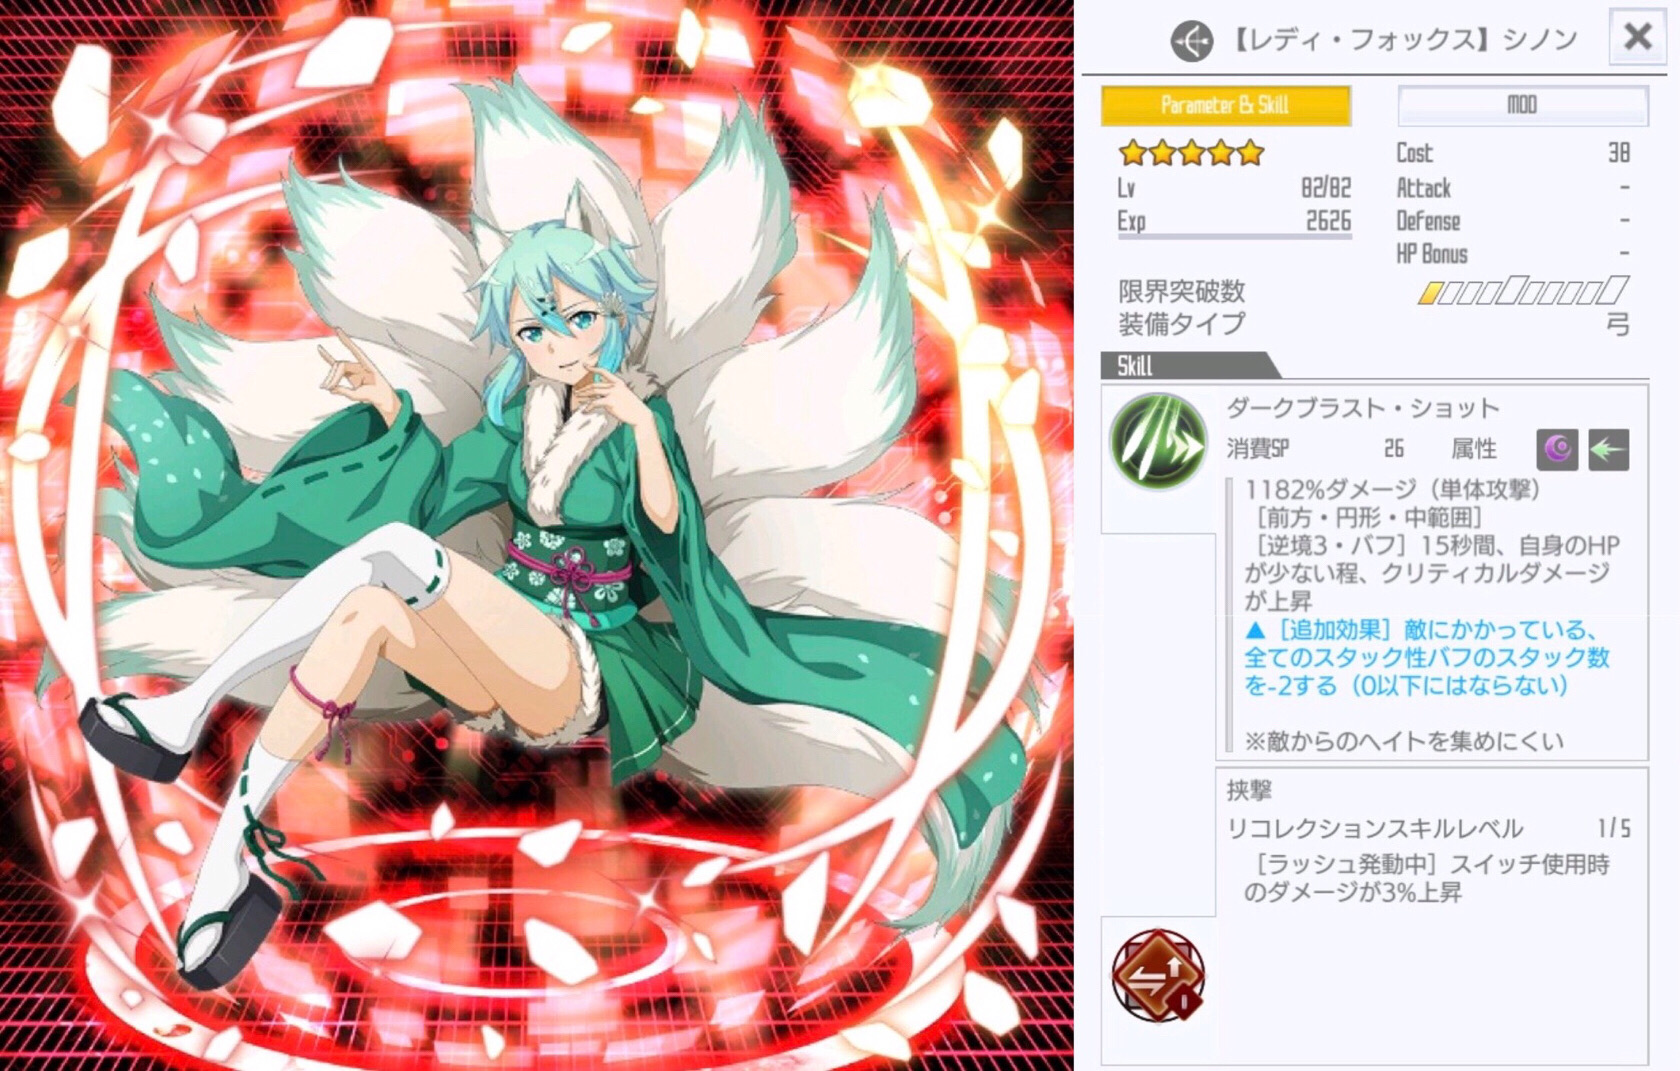 【レディ・フォックス】シノン
Parameter & Skill
MOD
Lv 82/82
Exp 2626
Cost 38
Attack -
Defense -
HP Bonus -
限界突破数
装備タイプ 弓
Skill
ダークブラスト・ショット
消費SP 26 属性
1182%ダメージ（単体攻撃）
［前方・円形・中範囲］
［逆境3・バフ］15秒間、自身のHP
が少ない程、クリティカルダメージ
が上昇
▲［追加効果］敵にかかっている、
全てのスタック性バフのスタック数
を-2する（0以下にはならない）
※敵からのヘイトを集めにくい
挟撃
リコレクションスキルレベル 1/5
［ラッシュ発動中］スイッチ使用時
のダメージが3%上昇
I